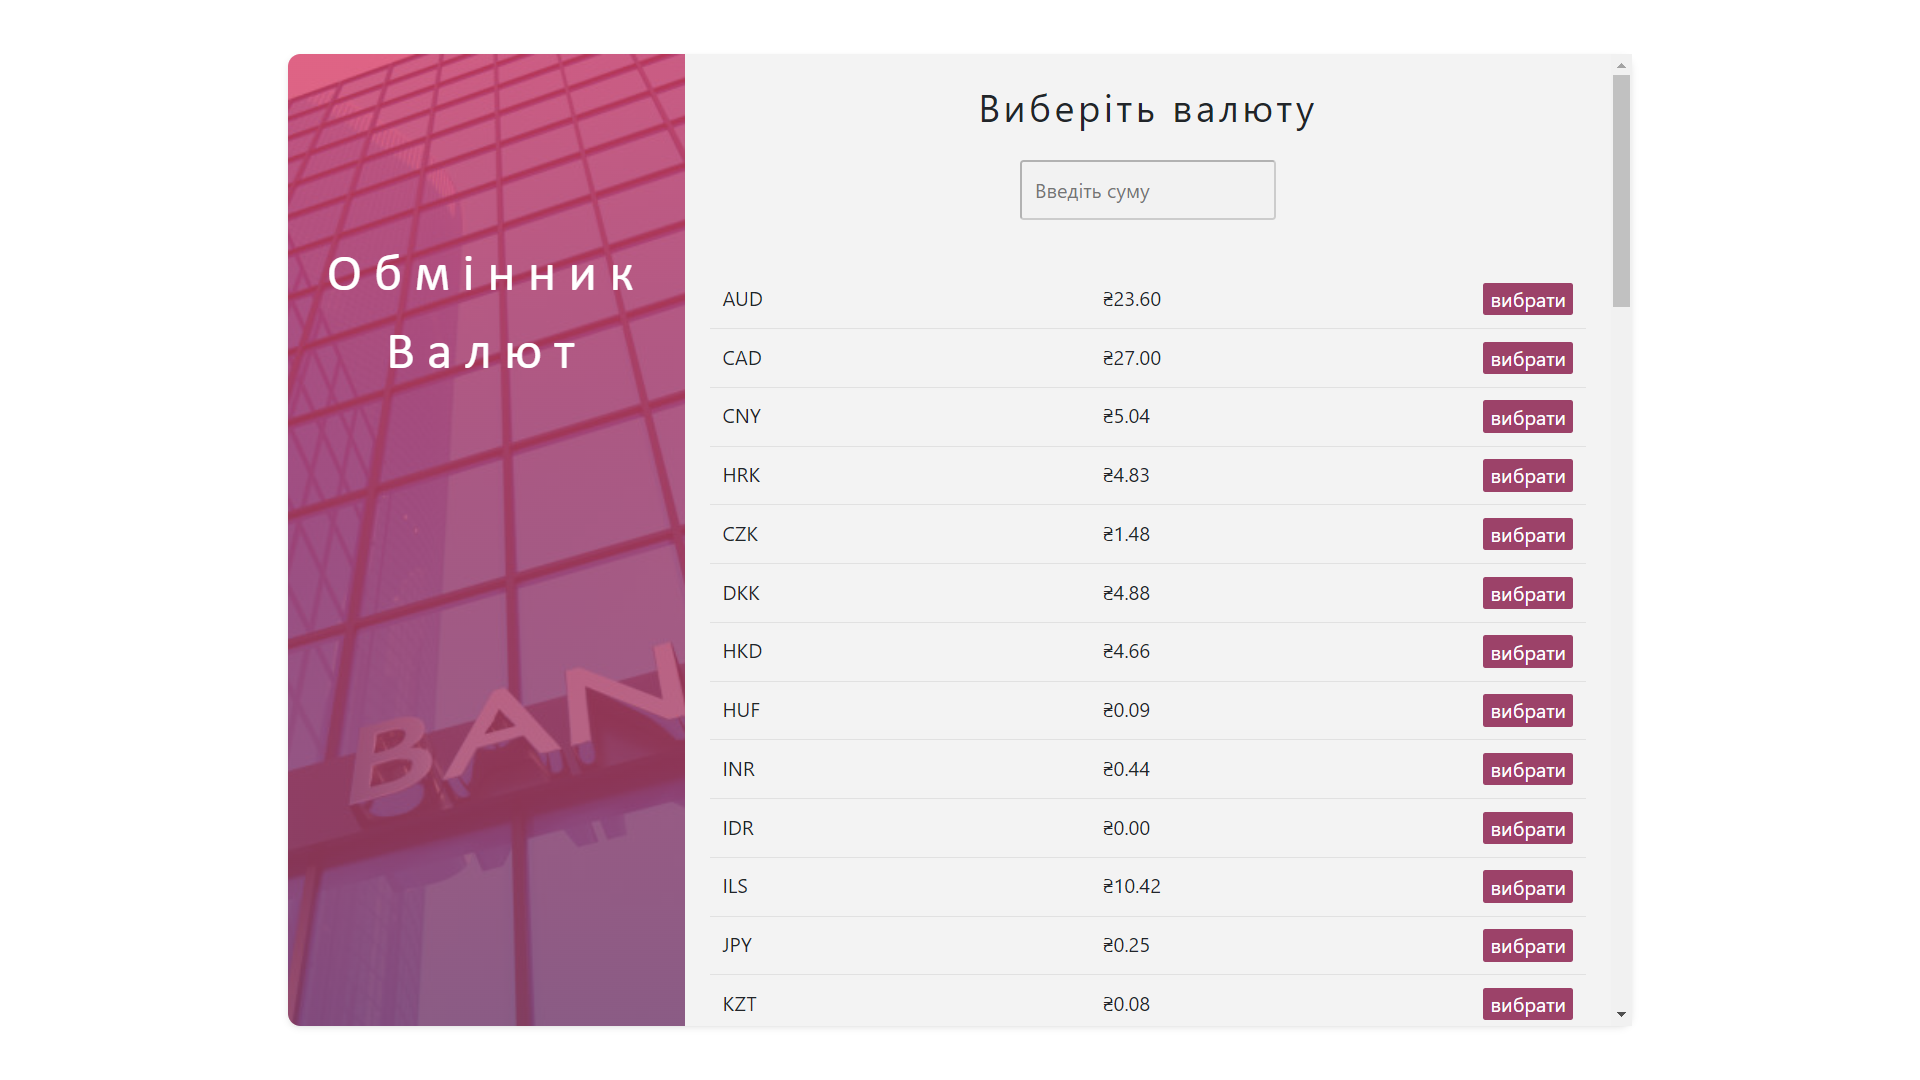 Обмінник
Валют
BAN
Виберіть валюту
Введіть суму
AUD ₴23.60 вибрати
CAD ₴27.00 вибрати
CNY ₴5.04 вибрати
HRK ₴4.83 вибрати
CZK ₴1.48 вибрати
DKK ₴4.88 вибрати
HKD ₴4.66 вибрати
HUF ₴0.09 вибрати
INR ₴0.44 вибрати
IDR ₴0.00 вибрати
ILS ₴10.42 вибрати
JPY ₴0.25 вибрати
KZT ₴0.08 вибрати